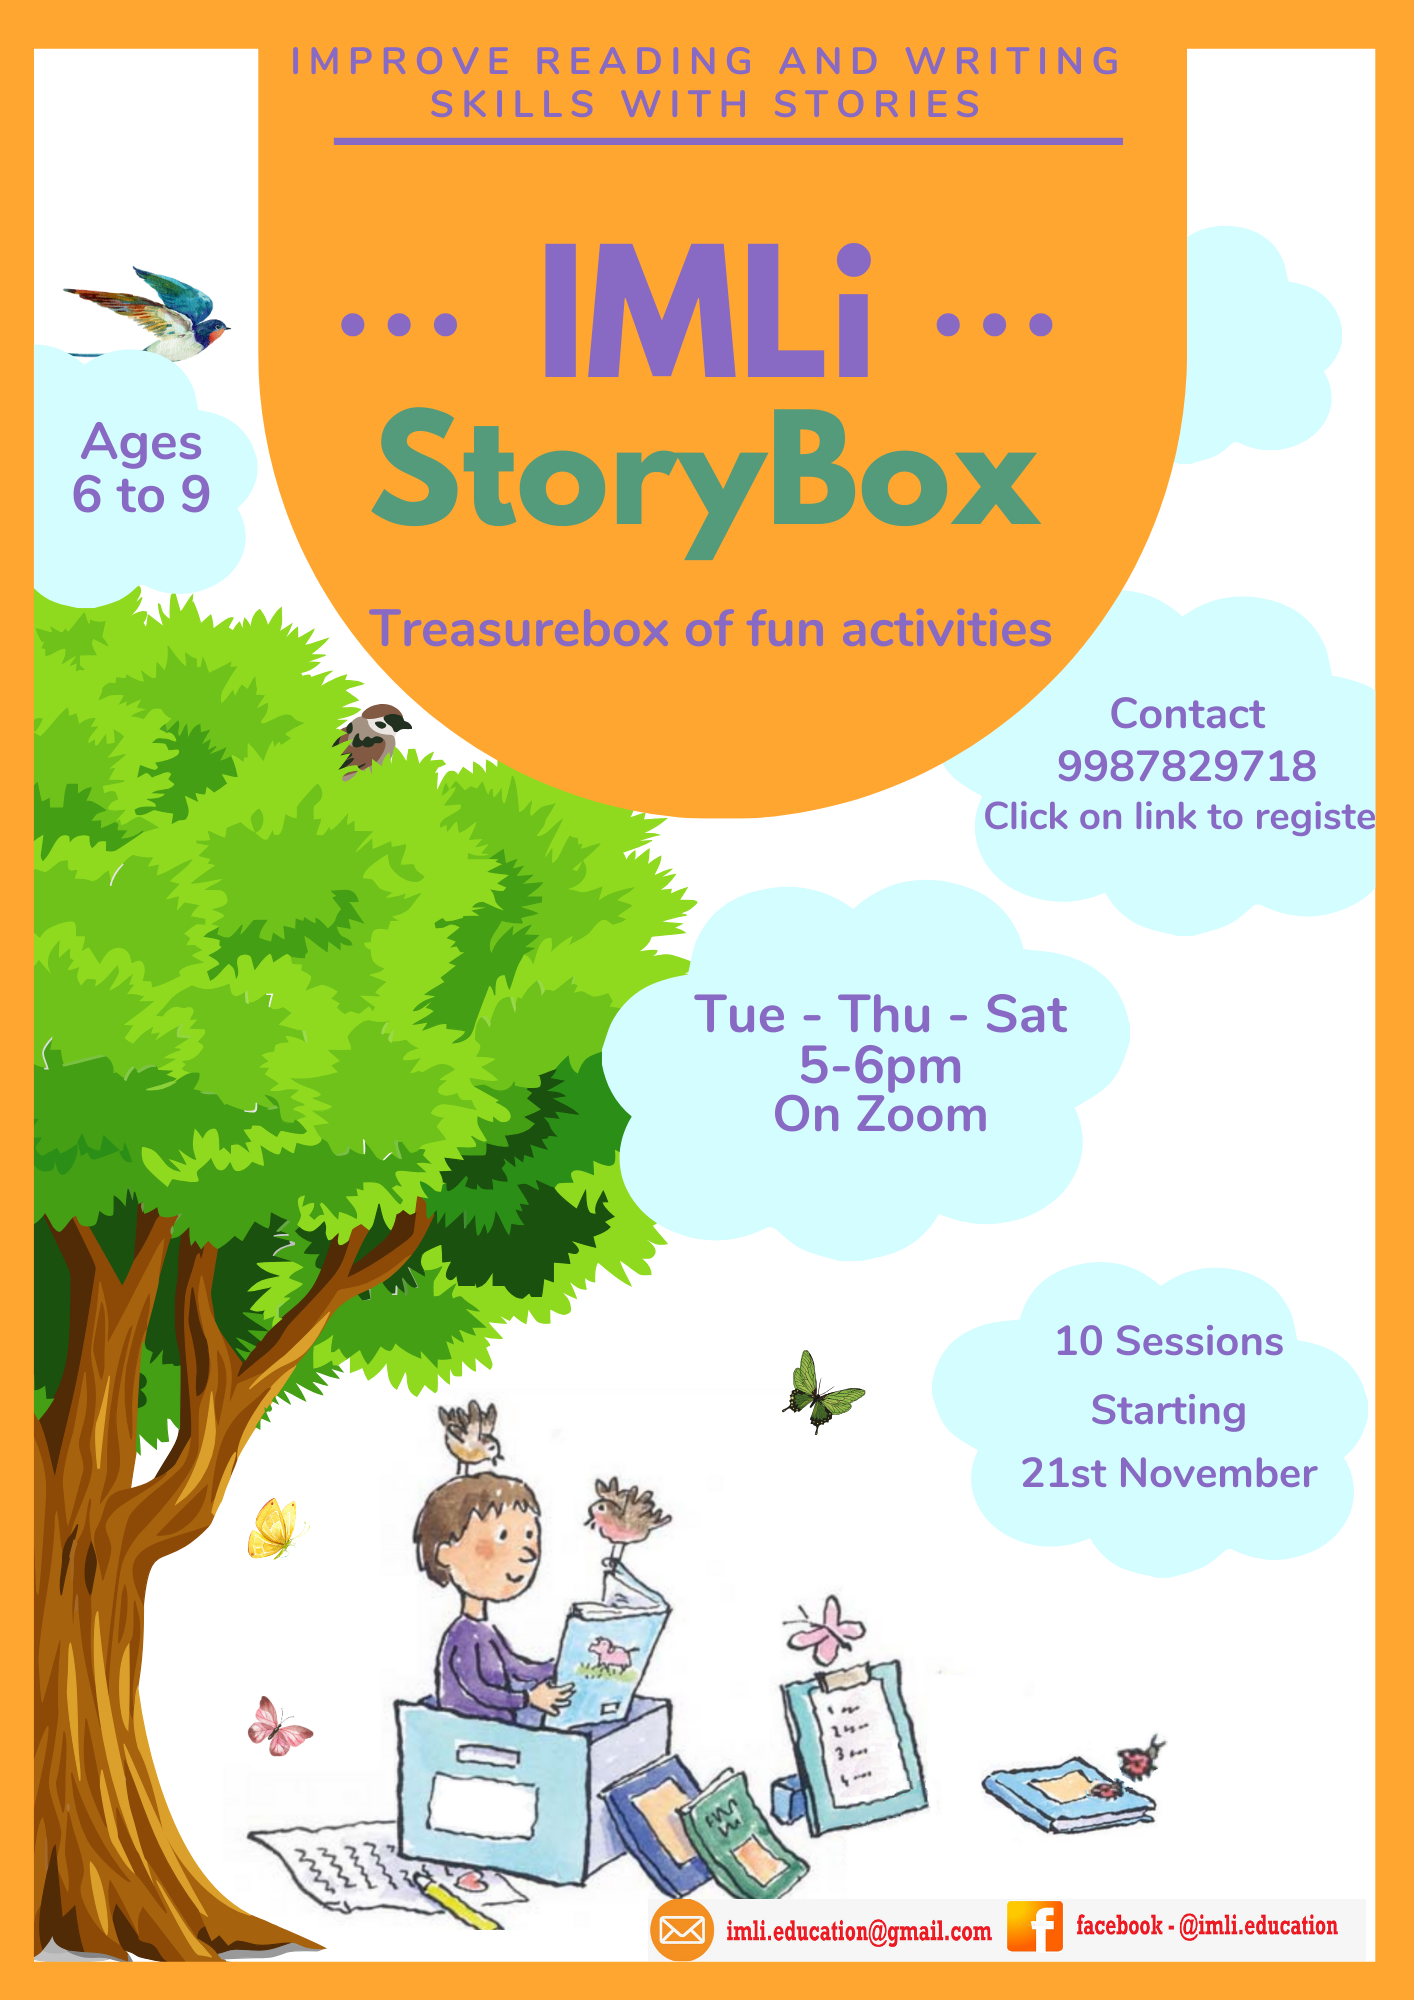 IMPROVE READING AND WRITING
SKILLS WITH STORIES
... IMLi ...
StoryBox
Treasurebox of fun activities
Ages
6 to 9
Contact
9987829718
Click on link to registe
Tue - Thu - Sat
5-6pm
On Zoom
10 Sessions
Starting
21st November
imli.education@gmail.com
facebook - @imli.education